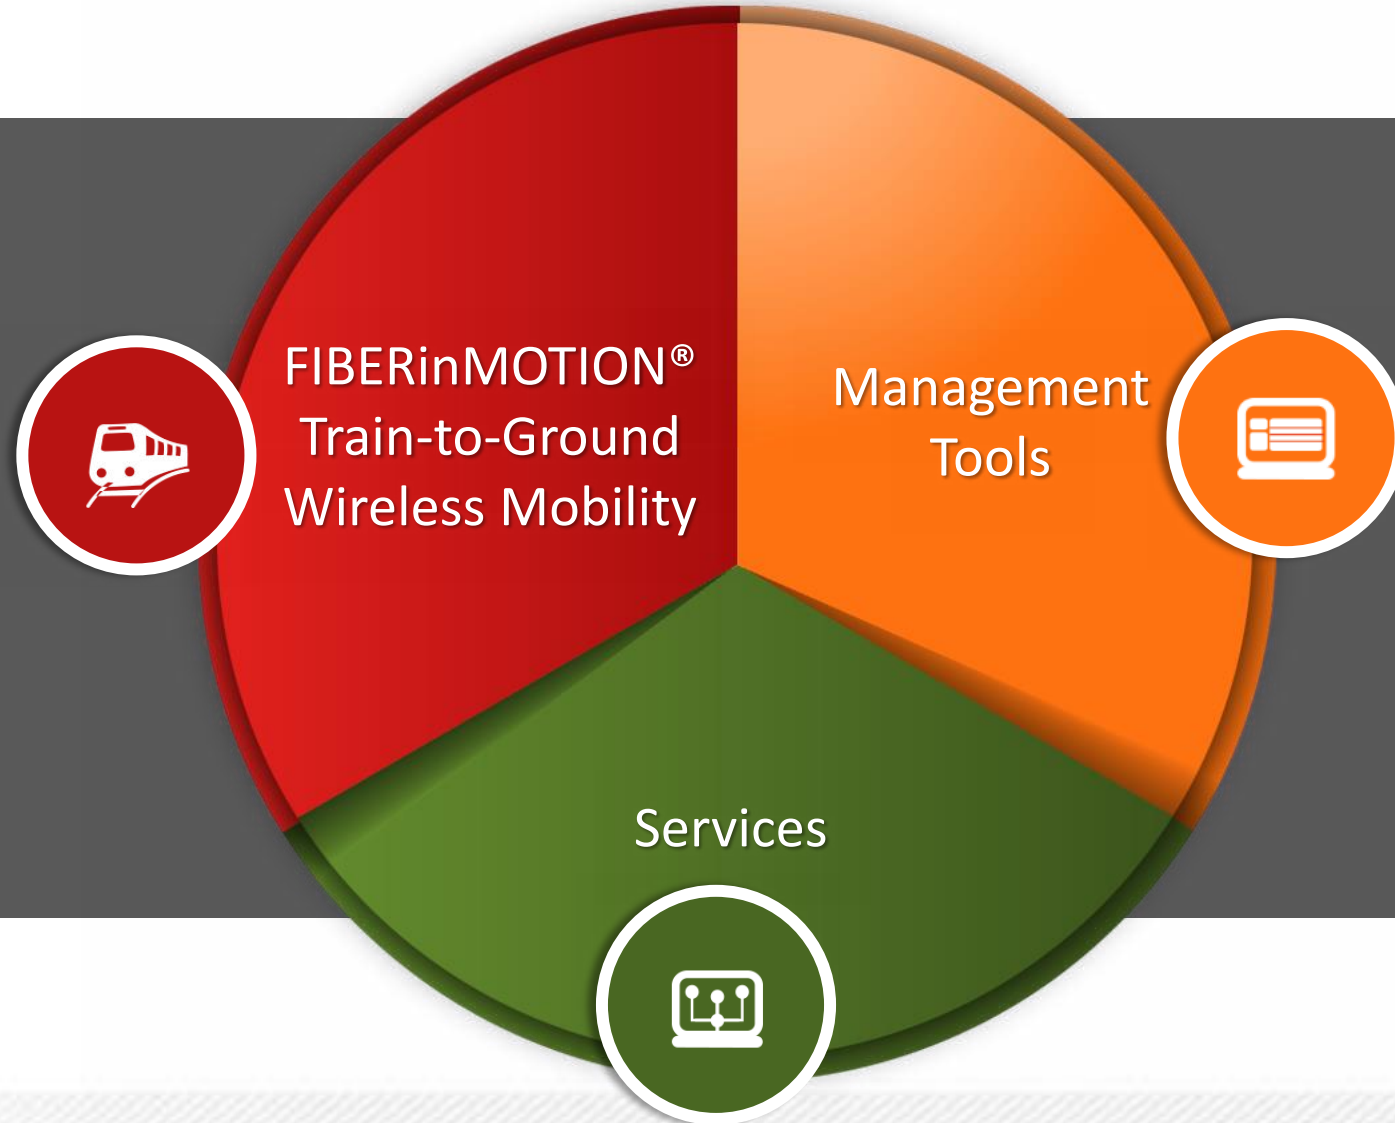 FIBERinMOTION®
Train-to-Ground
Wireless Mobility
Management
Tools
Services